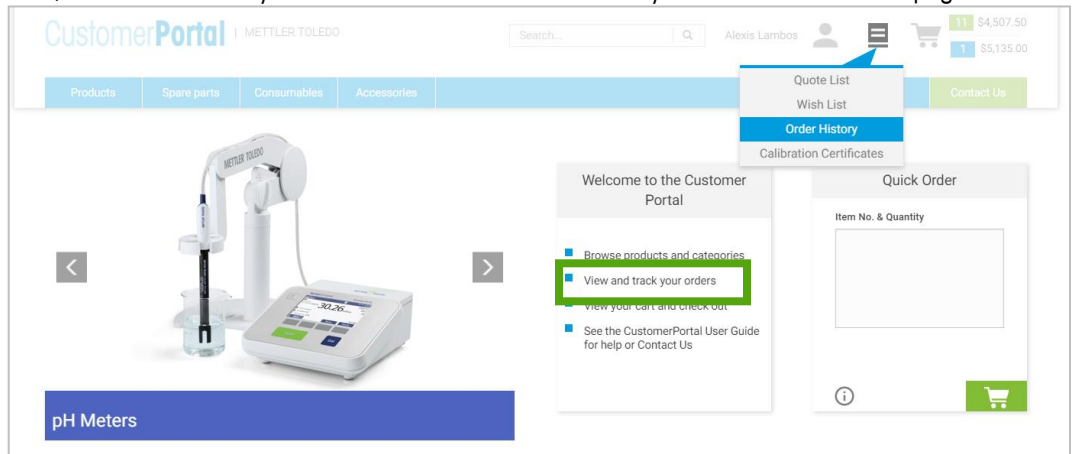 CustomerPortal | METTLER TOLEDO
Search...
Alexis Lambos
11 $4,507.50
1 $5,135.00
Products Spare parts Consumables Accessories
Contact Us
Quote List
Wish List
Order History
Calibration Certificates
METTLER TOLEDO
30.26
Welcome to the Customer
Portal
Browse products and categories
View and track your orders
View your cart and check out
See the CustomerPortal User Guide
for help or Contact Us
Quick Order
Item No. & Quantity
pH Meters